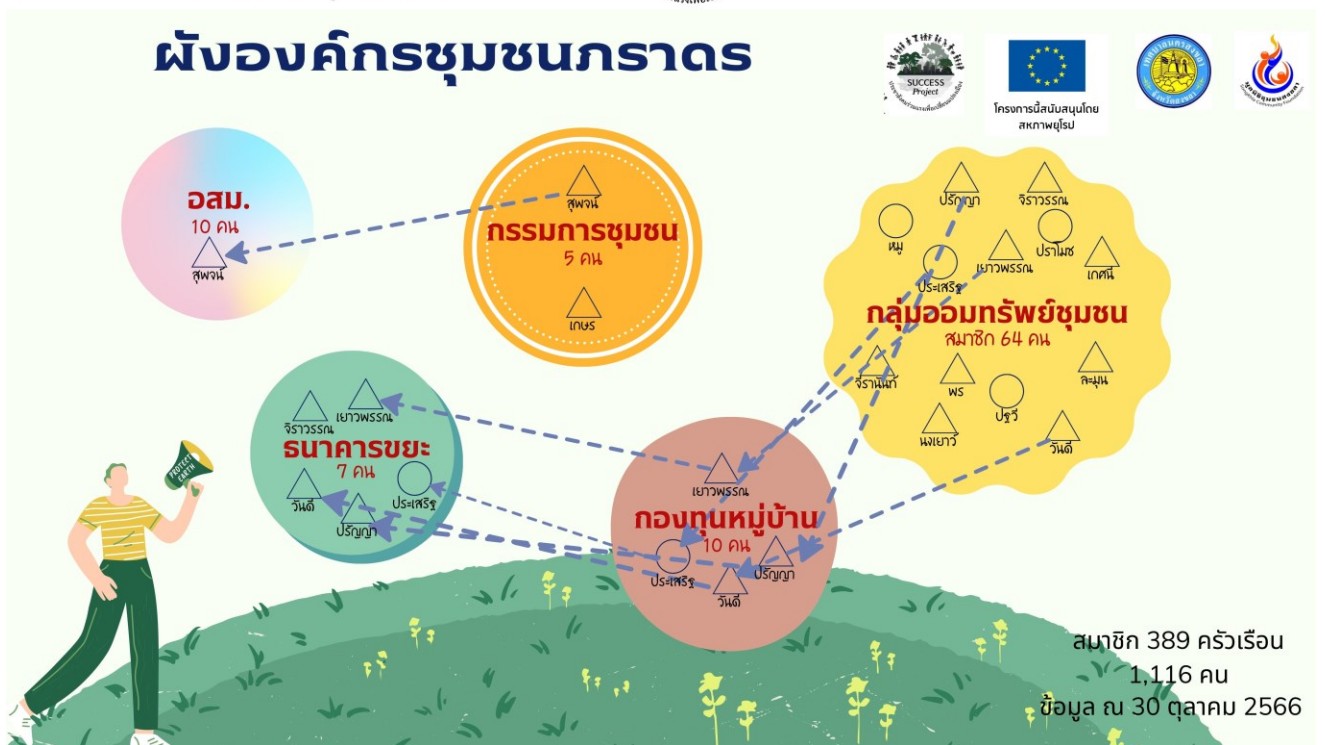 ผังองค์กรชุมชนภราดร
SUCCESS
Project
โครงการนี้สนับสนุนโดย
สหภาพยุโรป
อสม.
10 คน
สุพจน์
สุพจน์
กรรมการชุมชน
5 คน
เกษร
ปรัญญา
จิราวรรณ
หมู
ปราโมช
ประเสริฐ
เยาวพรรณ
เกศนี
กลุ่มออมทรัพย์ชุมชน
สมาชิก 64 คน
จีรานันท์
พร
ปฐวี
ละมุน
นงเยาว์
วันดี
จิราวรรณ
เยาวพรรณ
ธนาคารขยะ
7 คน
วันดี
ปรัญญา
ประเสริฐ
เยาวพรรณ
กองทุนหมู่บ้าน
10 คน
ประเสริฐ
วันดี
ปรัญญา
PROTECT
EARTH
สมาชิก 389 ครัวเรือน
1,116 คน
ข้อมูล ณ 30 ตุลาคม 2566